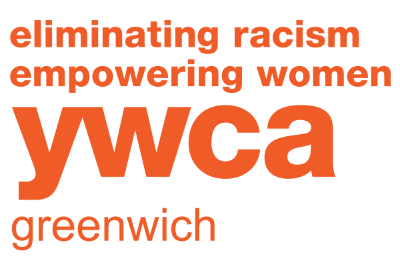 eliminating racism
empowering women
ywca
greenwich